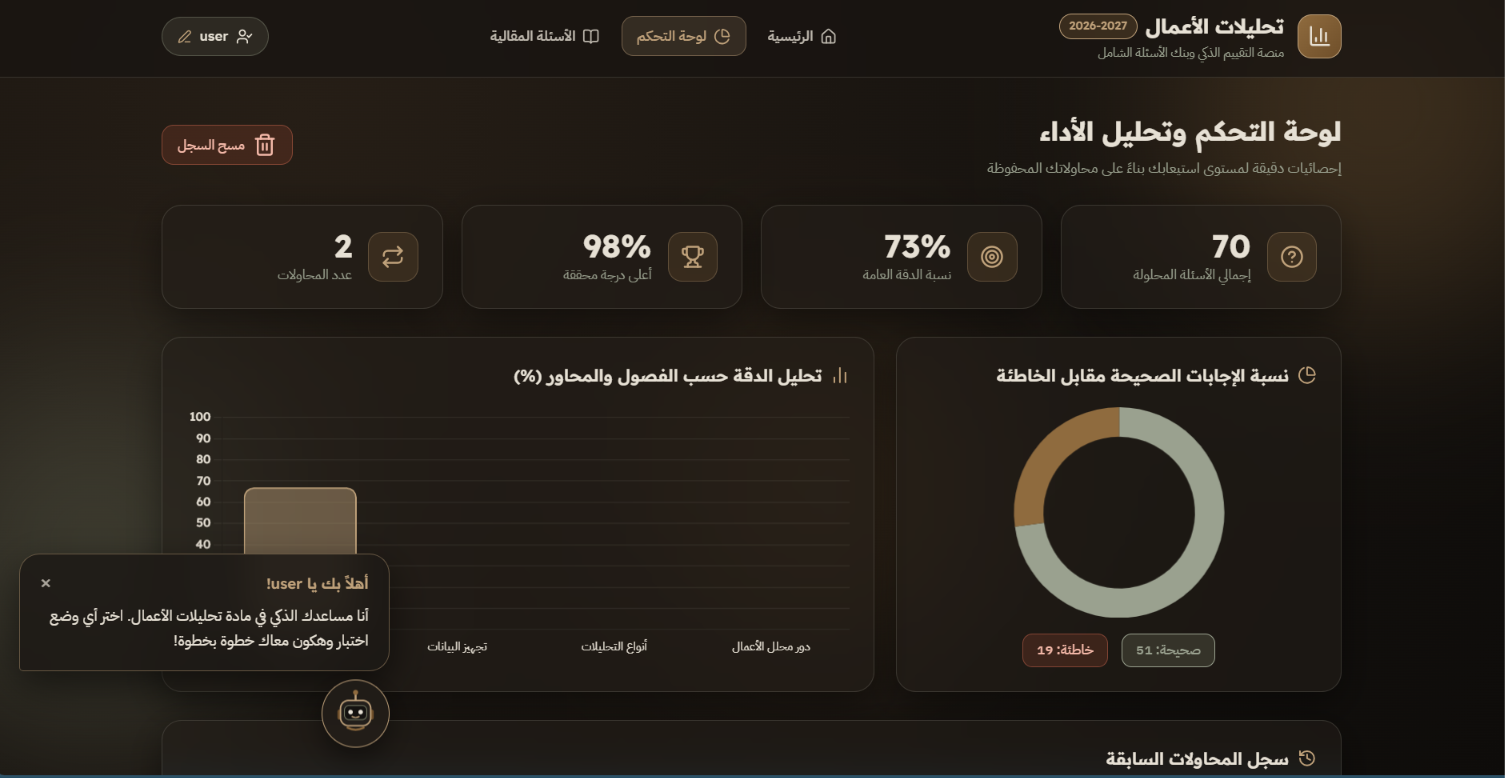 تحليلات الأعمال 2026-2027
منصة التقييم الذكي وبنك الأسئلة الشامل
الرئيسية
لوحة التحكم
الأسئلة المقالية
user
لوحة التحكم وتحليل الأداء
إحصائيات دقيقة لمستوى استيعابك بناءً على محاولاتك المحفوظة
مسح السجل
70
إجمالي الأسئلة المحلولة
73%
نسبة الدقة العامة
98%
أعلى درجة محققة
2
عدد المحاولات
نسبة الإجابات الصحيحة مقابل الخاطئة
صحيحة: 51
خاطئة: 19
تحليل الدقة حسب الفصول والمحاور (%)
100
90
80
70
60
50
40
دور محلل الأعمال
أنواع التحليلات
تجهيز البيانات
أهلاً بك يا user!
×
أنا مساعدك الذكي في مادة تحليلات الأعمال. اختر أي وضع
اختبار وهكون معاك خطوة بخطوة!
سجل المحاولات السابقة